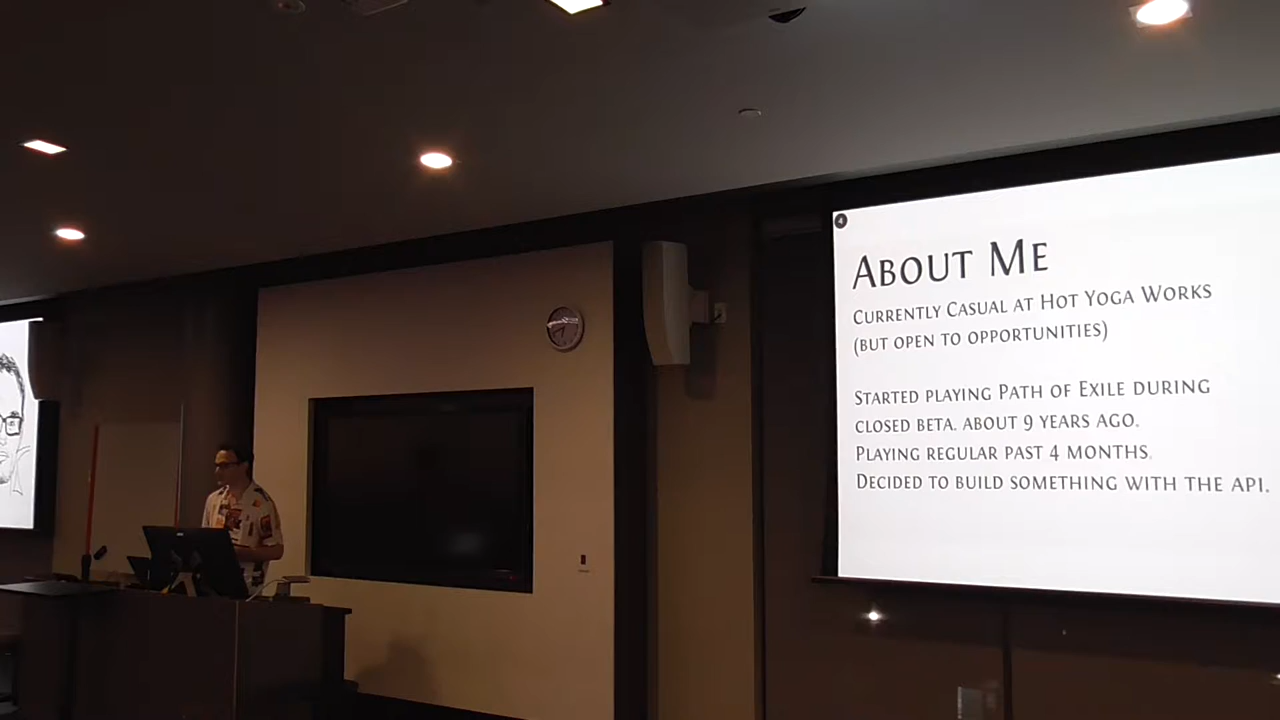 4
About Me
Currently Casual at Hot Yoga Works
(but open to opportunities)
Started playing Path of Exile during
closed beta. about 9 years ago.
Playing regular past 4 months.
Decided to build something with the api.